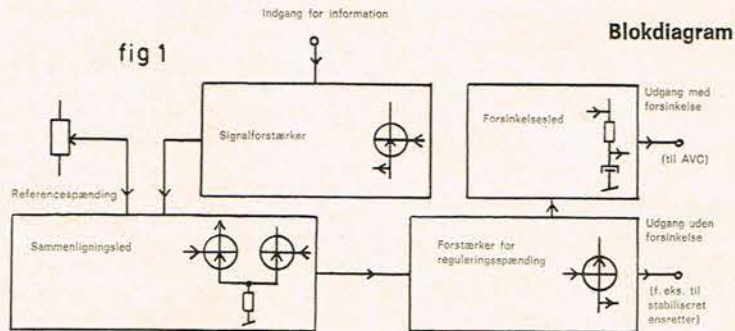 Blokdiagram
fig 1
Indgang for information
Signalforstærker
Forsinkelsesled
Udgang med
forsinkelse
(til AVC)
Referencespænding
Sammenligningsled
Forstærker for
reguleringsspænding
Udgang uden
forsinkelse
(f. eks. til
stabiliseret
ensretter)